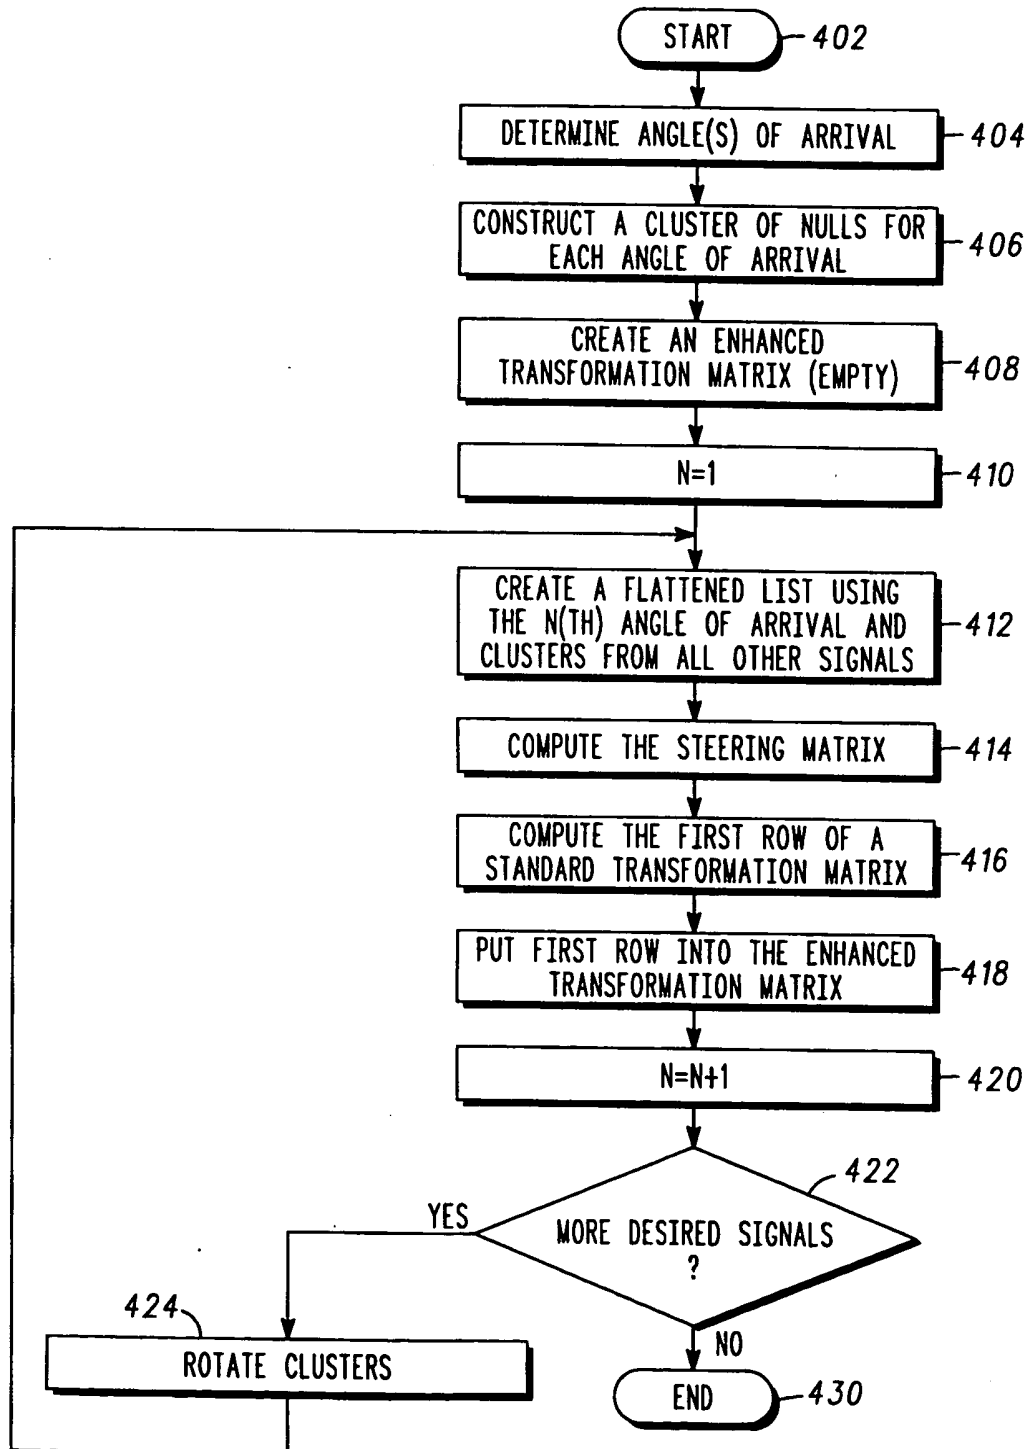 START
402
DETERMINE ANGLE(S) OF ARRIVAL
404
CONSTRUCT A CLUSTER OF NULLS FOR
EACH ANGLE OF ARRIVAL
406
CREATE AN ENHANCED
TRANSFORMATION MATRIX (EMPTY)
408
N=1
410
CREATE A FLATTENED LIST USING
THE N(TH) ANGLE OF ARRIVAL AND
CLUSTERS FROM ALL OTHER SIGNALS
412
COMPUTE THE STEERING MATRIX
414
COMPUTE THE FIRST ROW OF A
STANDARD TRANSFORMATION MATRIX
416
PUT FIRST ROW INTO THE ENHANCED
TRANSFORMATION MATRIX
418
N=N+1
420
422
YES
MORE DESIRED SIGNALS
?
424
ROTATE CLUSTERS
NO
END
430